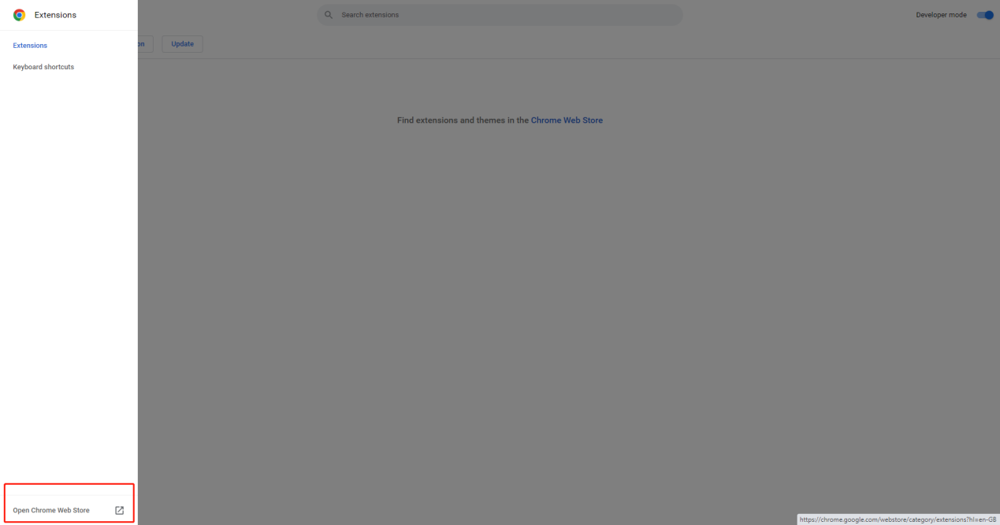 Extensions
Search extensions
Developer mode
Extensions
on
Update
Keyboard shortcuts
Find extensions and themes in the Chrome Web Store
Open Chrome Web Store
https://chrome.google.com/webstore/category/extensions?hl=en-GB